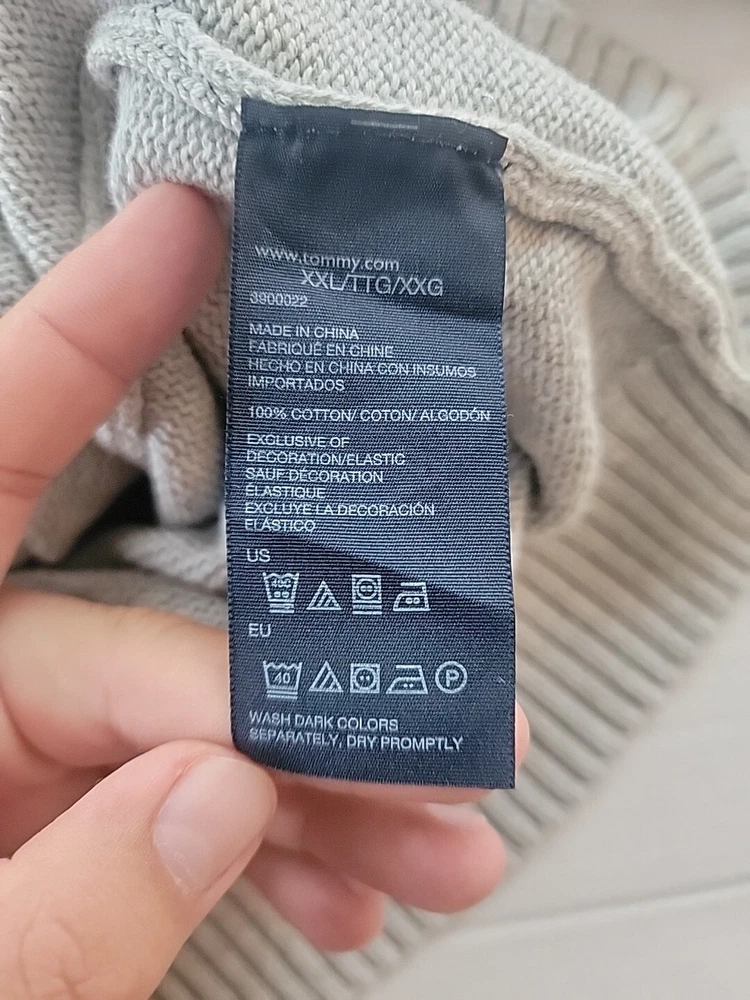 www.tommy.com
XXL/TTG/XXG
3900022
MADE IN CHINA
FABRIQUÉ EN CHINE
HECHO EN CHINA CON INSUMOS
IMPORTADOS
100% COTTON/ COTON/ ALGODÓN
EXCLUSIVE OF
DECORATION/ELASTIC
SAUF DÉCORATION
ÉLASTIQUE
EXCLUYE LA DECORACIÓN
ELÁSTICO
US
40C
EU
40 P
WASH DARK COLORS
SEPARATELY, DRY PROMPTLY